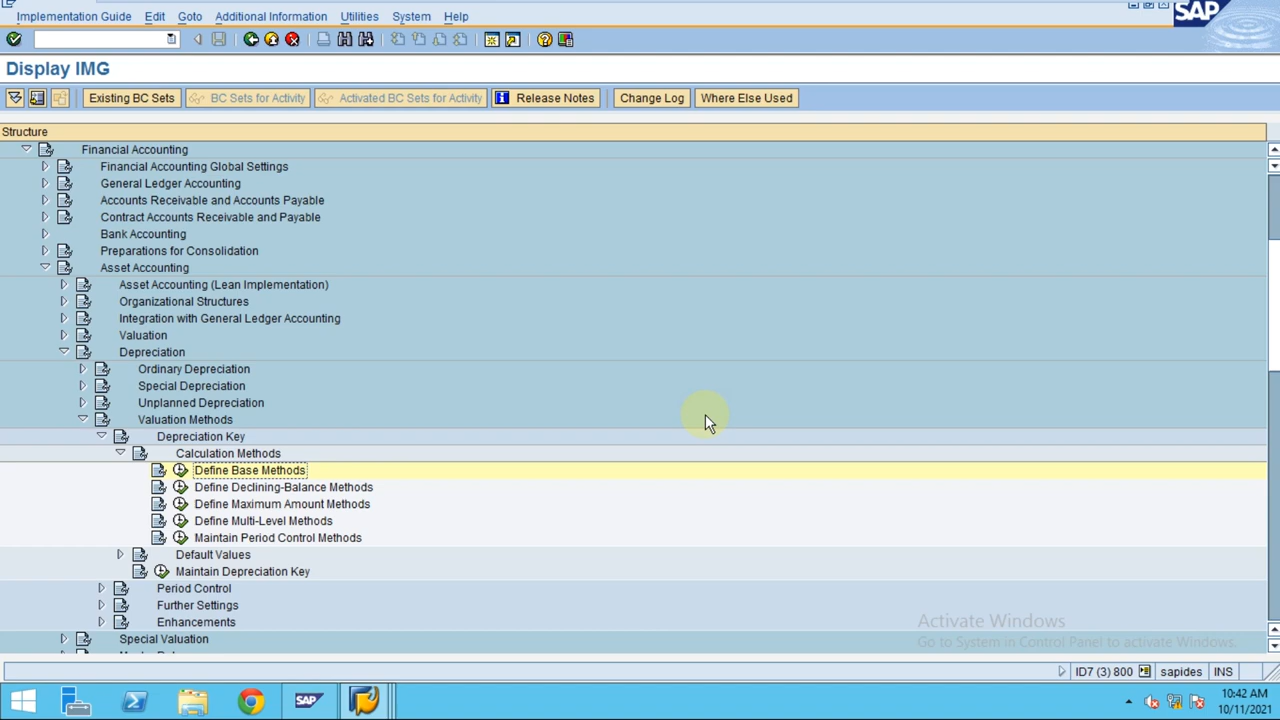 Implementation Guide Edit Goto Additional Information Utilities System Help
SAP
Display IMG
Existing BC Sets BC Sets for Activity Activated BC Sets for Activity Release Notes Change Log Where Else Used
Structure
Financial Accounting
Financial Accounting Global Settings
General Ledger Accounting
Accounts Receivable and Accounts Payable
Contract Accounts Receivable and Payable
Bank Accounting
Preparations for Consolidation
Asset Accounting
Asset Accounting (Lean Implementation)
Organizational Structures
Integration with General Ledger Accounting
Valuation
Depreciation
Ordinary Depreciation
Special Depreciation
Unplanned Depreciation
Valuation Methods
Depreciation Key
Calculation Methods
Define Base Methods
Define Declining-Balance Methods
Define Maximum Amount Methods
Define Multi-Level Methods
Maintain Period Control Methods
Default Values
Maintain Depreciation Key
Period Control
Further Settings
Enhancements
Special Valuation
Activate Windows
Go to System in Control Panel to activate Windows.
ID7 (3) 800 sapides INS
SAP
10:42 AM
10/11/2021